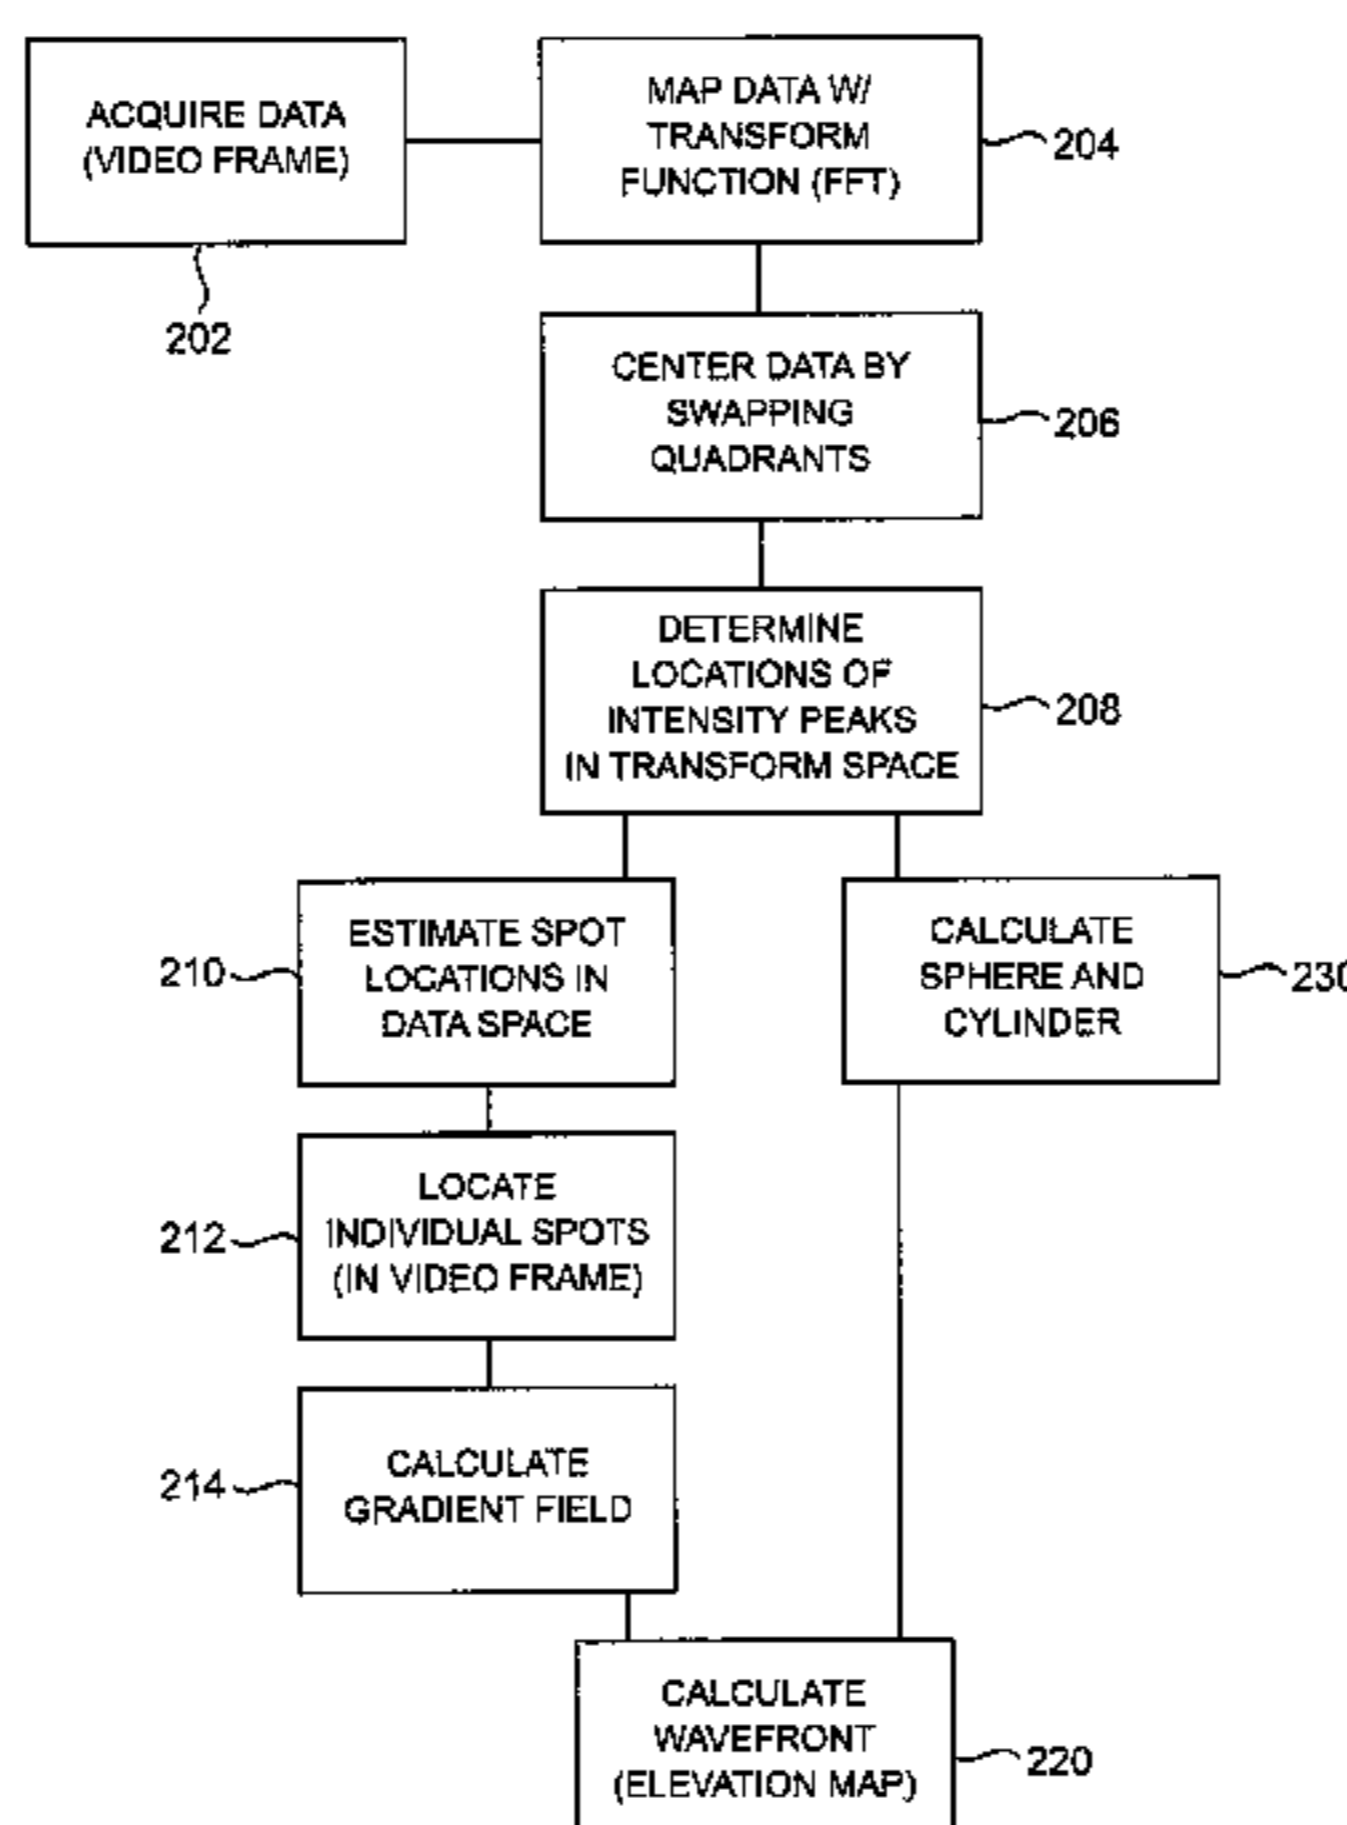 ACQUIRE DATA
(VIDEO FRAME)
202
MAP DATA W/
TRANSFORM
FUNCTION (FFT)
204
CENTER DATA BY
SWAPPING
QUADRANTS
206
DETERMINE
LOCATIONS OF
INTENSITY PEAKS
IN TRANSFORM SPACE
208
ESTIMATE SPOT
LOCATIONS IN
DATA SPACE
210
CALCULATE
SPHERE AND
CYLINDER
230
LOCATE
INDIVIDUAL SPOTS
(IN VIDEO FRAME)
212
CALCULATE
GRADIENT FIELD
214
CALCULATE
WAVEFRONT
(ELEVATION MAP)
220